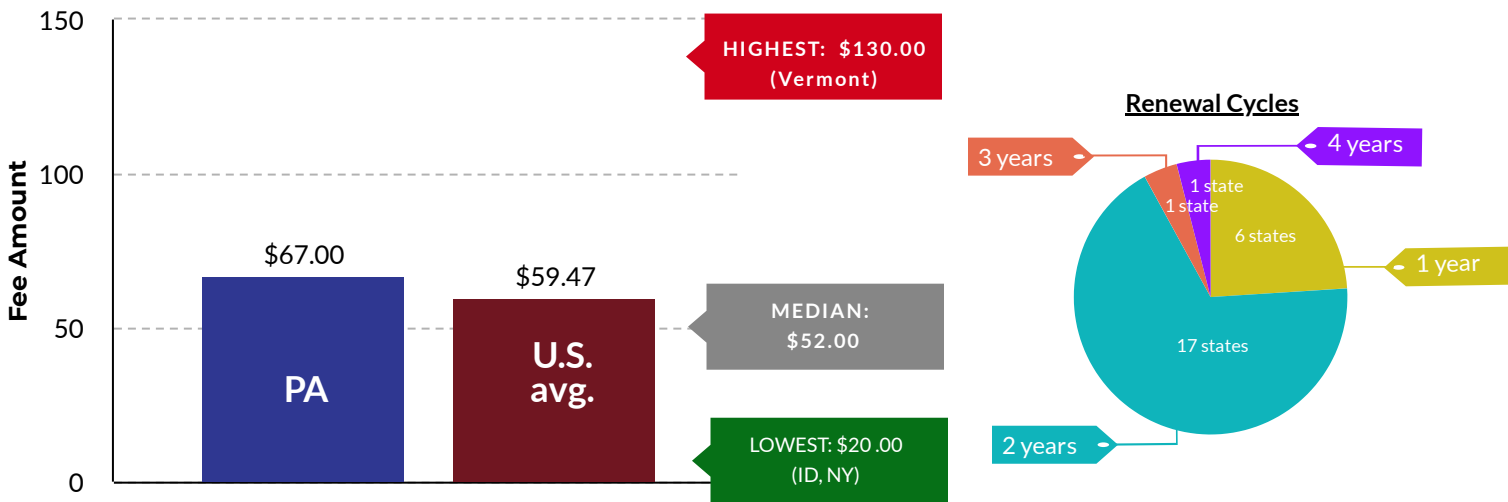 150
100
50
0
Fee Amount
$67.00
PA
$59.47
U.S.
avg.
HIGHEST: $130.00
(Vermont)
MEDIAN:
$52.00
LOWEST: $20.00
(ID, NY)
Renewal Cycles
3 years
4 years
1 state
1 state
6 states
1 year
17 states
2 years